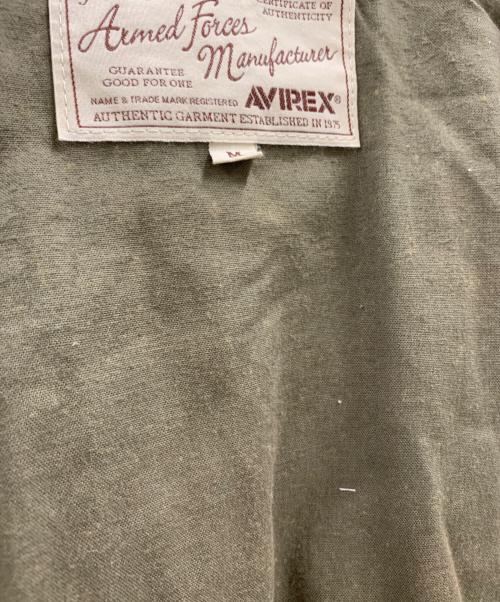 CERTIFICATE OF
AUTHENTICITY
Armed Forces
Manufacturer
GUARANTEE
GOOD FOR ONE
NAME & TRADE MARK REGISTERED AVIREX®
AUTHENTIC GARMENT ESTABLISHED IN 1975
M